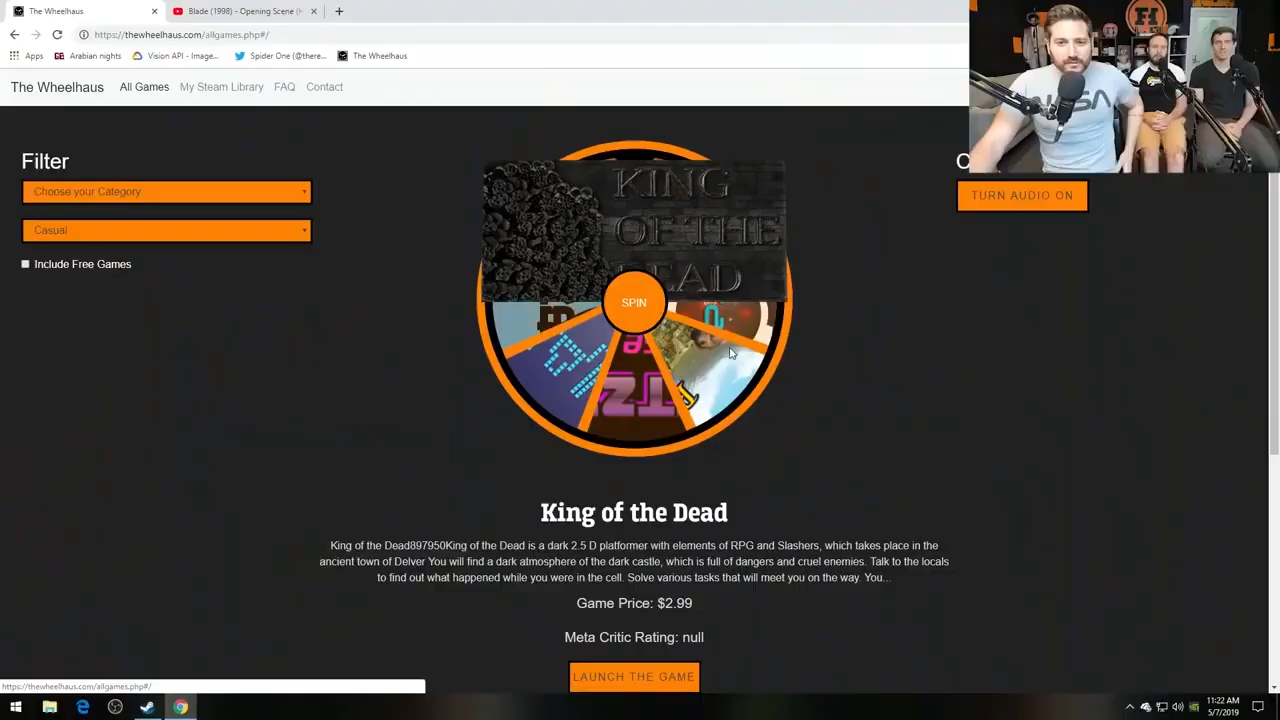 The Wheelhaus
Blade (1998) - Opening Scene (H
https://thewheelhaus.com/allgames.php#/
Apps
Arabian nights
Vision API - Image...
Spider One (@there...
The Wheelhaus
The Wheelhaus
All Games
My Steam Library
FAQ
Contact
Filter
Choose your Category
Casual
Include Free Games
KING
OF THE
DEAD
SPIN
TURN AUDIO ON
King of the Dead
King of the Dead897950King of the Dead is a dark 2.5 D platformer with elements of RPG and Slashers, which takes place in the
ancient town of Delver You will find a dark atmosphere of the dark castle, which is full of dangers and cruel enemies. Talk to the locals
to find out what happened while you were in the cell. Solve various tasks that will meet you on the way. You...
Game Price: $2.99
Meta Critic Rating: null
LAUNCH THE GAME
https://thewheelhaus.com/allgames.php#/
11:22 AM
5/7/2019